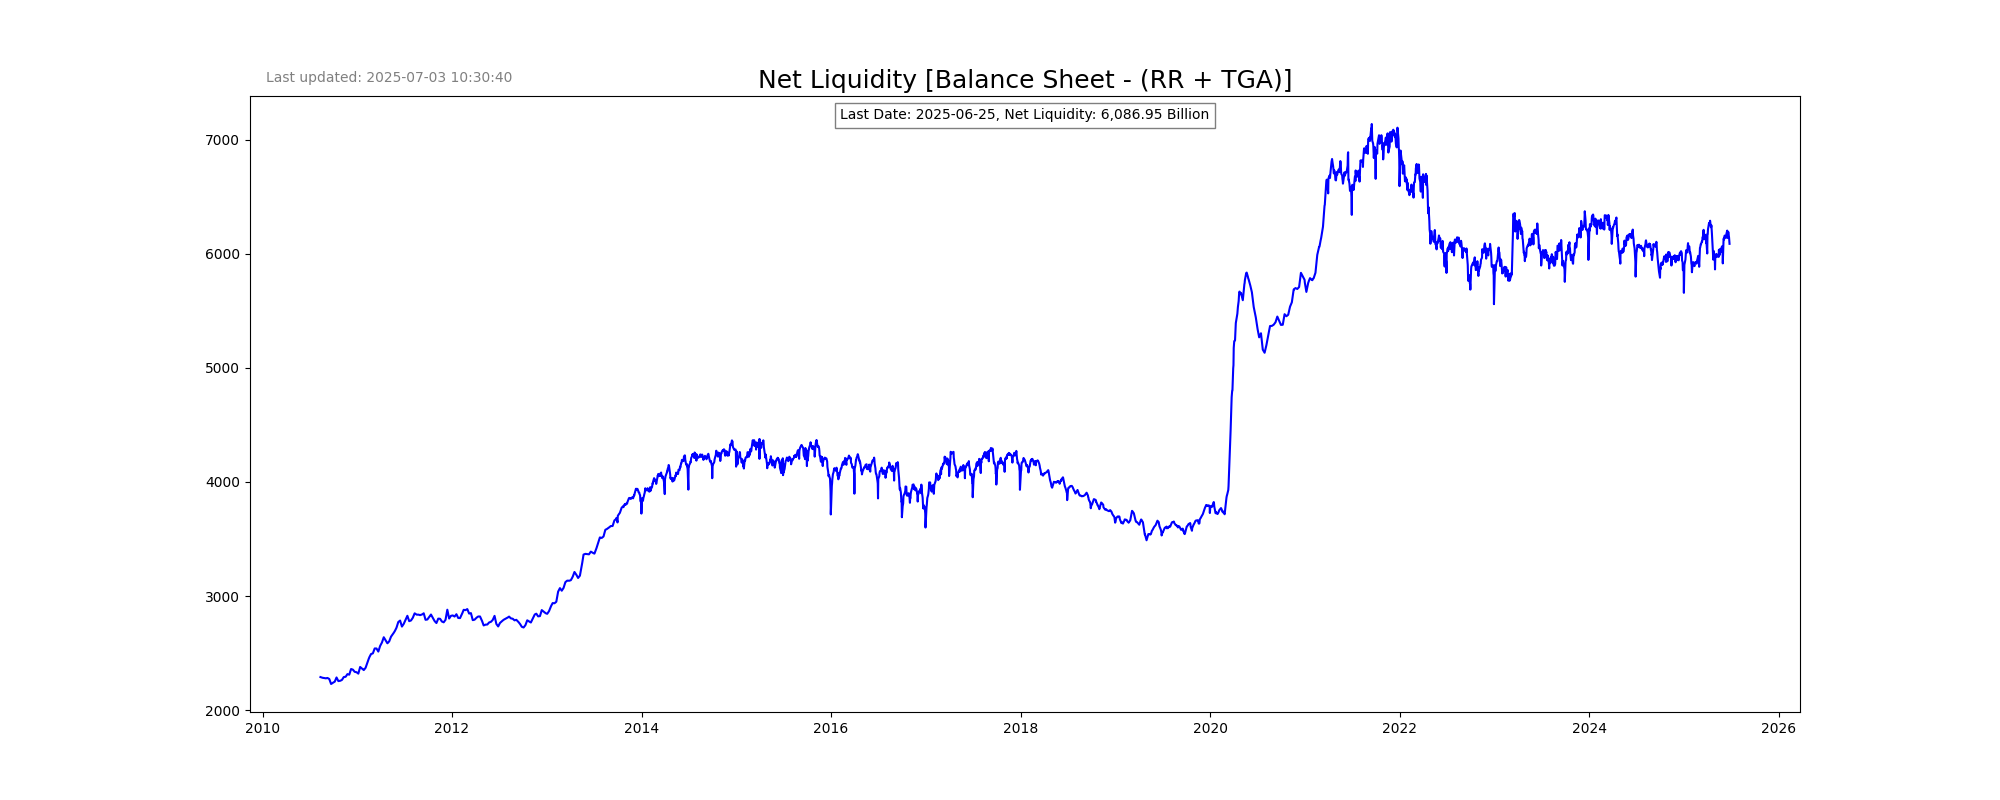 Last updated: 2025-07-03 10:30:40
Net Liquidity [Balance Sheet - (RR + TGA)]
Last Date: 2025-06-25, Net Liquidity: 6,086.95 Billion
7000
6000
5000
4000
3000
2000
2010 2012 2014 2016 2018 2020 2022 2024 2026